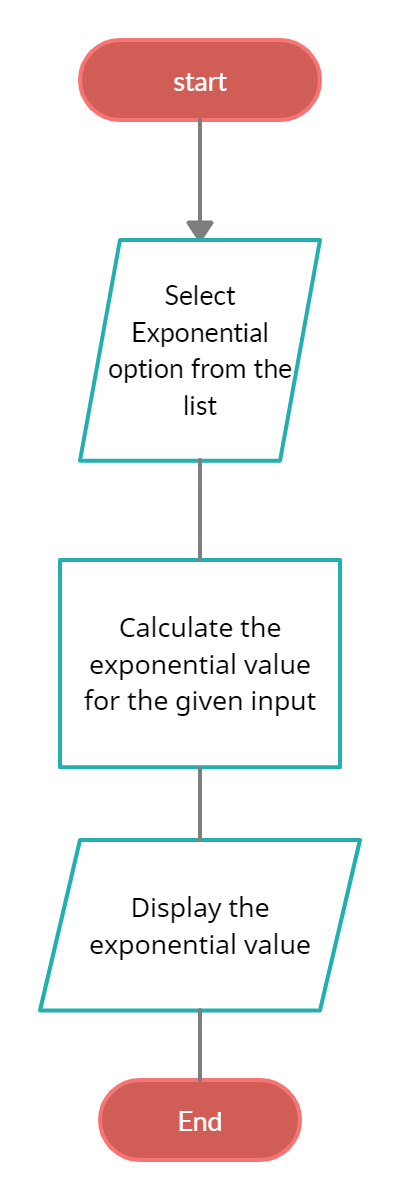 start
Select
Exponential
option from the
list
Calculate the
exponential value
for the given input
Display the
exponential value
End